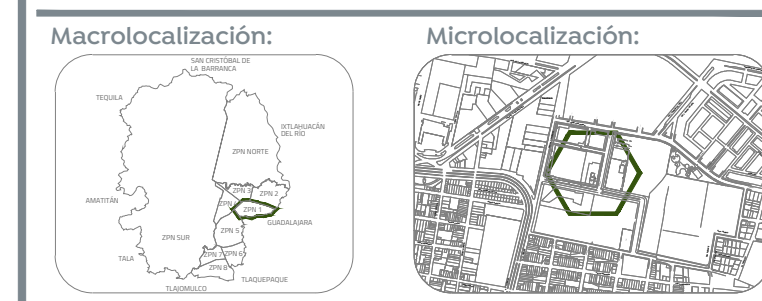 Macrolocalización:
Microlocalización:
SAN CRISTÓBAL DE
LA BARRANCA
TEQUILA
IXTLAHUACÁN
DEL RÍO
ZPN NORTE
ZPN 3
ZPN 2
AMATITÁN
ZPN 1
GUADALAJARA
ZPN 5
ZPN SUR
TALA
ZPN 7
ZPN 6
ZPN 8
TLAQUEPAQUE
TLAJOMULCO